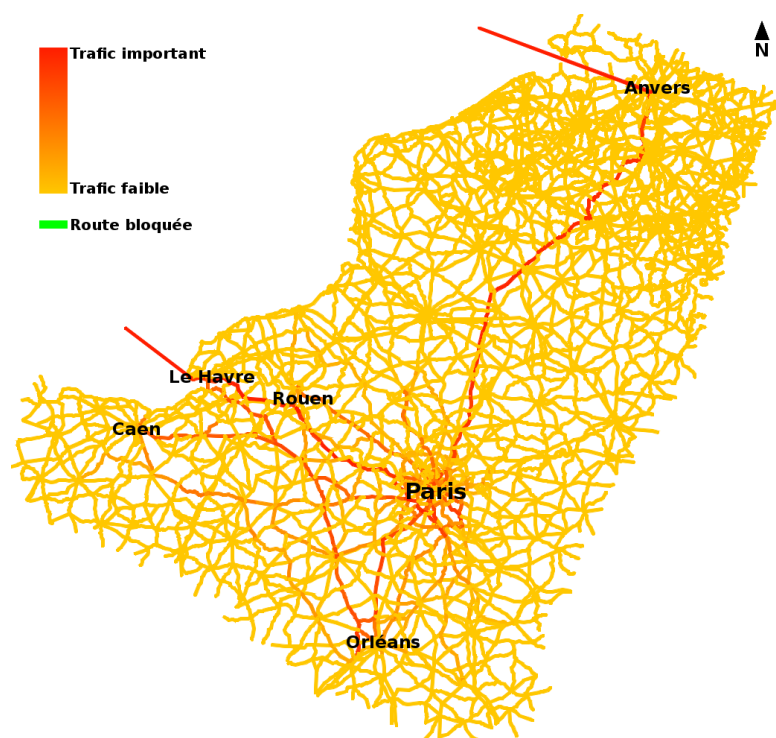 Trafic important
N
Anvers
Trafic faible
Route bloquée
Le Havre
Rouen
Caen
Paris
Orléans